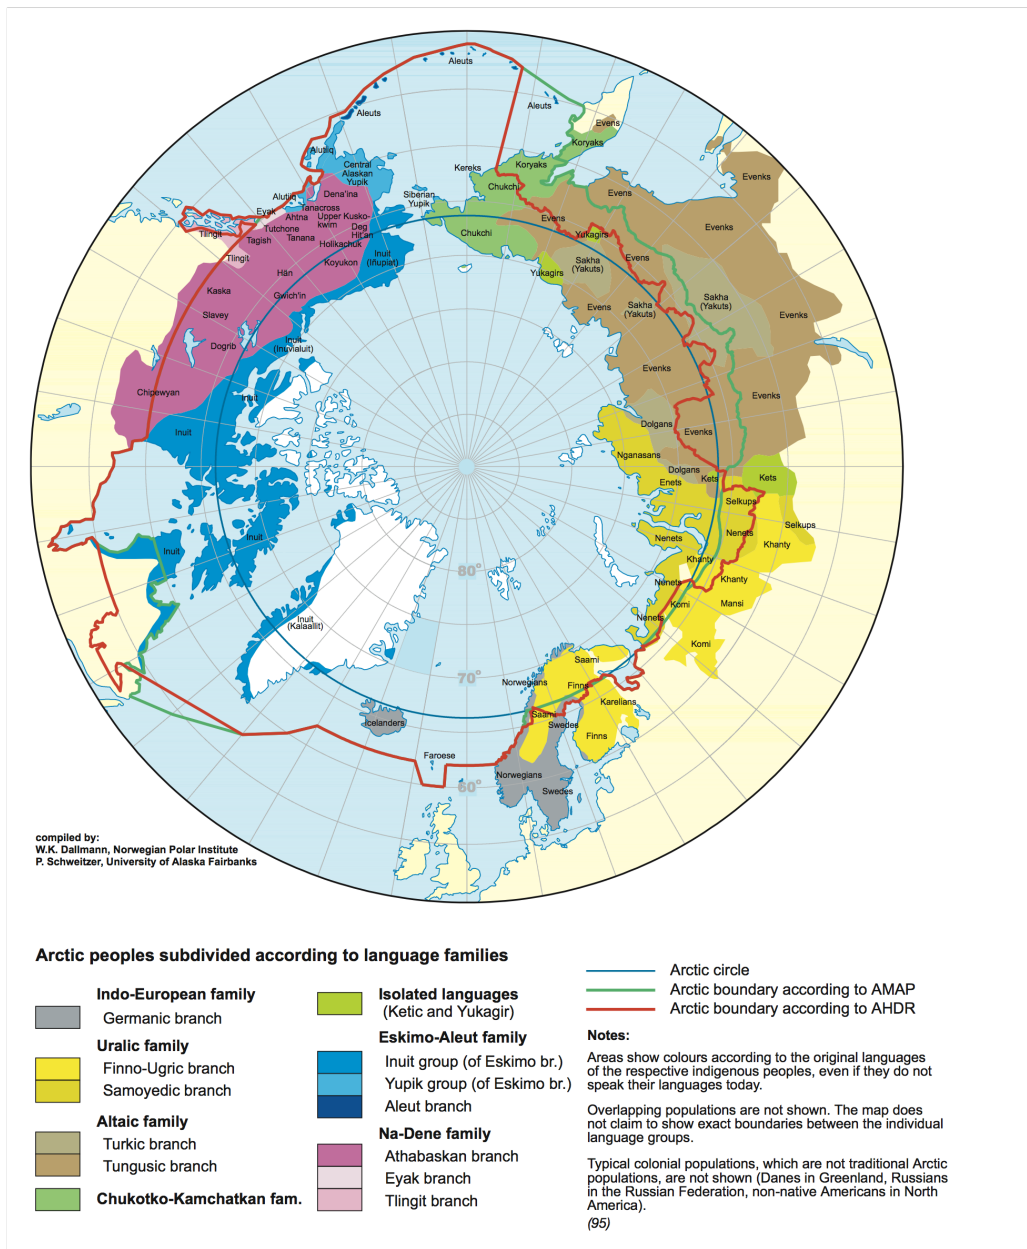 Aleuts
Aleuts
Aleuts
Evens
Koryaks
Alutiiq
Central
Alaskan
Yupik
Kereks
Koryaks
Evenks
Chukchi
Siberian
Yupik
Evens
Dena'ina
Alutiiq
Eyak
Tanacross
Ahtna
Upper Kusko-
kwim
Deg
Hit'an
Tutchone
Tanana
Holikachuk
Tagish
Tlingit
Tlingit
Evens
Yukagirs
Evenks
Chukchi
Inuit
(Iñupiat)
Koyukon
Sakha
(Yakuts)
Evens
Yukagirs
Hän
Kaska
Gwich'in
Slavey
Evens
Sakha
(Yakuts)
Sakha
(Yakuts)
Evenks
Dogrib
Inuit
(Inuvialuit)
Evenks
Chipewyan
Inuit
Evenks
Inuit
Dolgans
Evenks
Nganasans
Dolgans
Enets
Kets
Kets
Selkups
Selkups
Inuit
Inuit
Nenets
Nenets
Khanty
Khanty
80°
Nenets
Khanty
Komi
Mansi
Inuit
(Kalaallit)
Nenets
Komi
Saami
70°
Norwegians
Finns
Karelians
Saami
Swedes
Finns
Icelanders
Faroese
60°
Norwegians
Swedes
compiled by:
W.K. Dallmann, Norwegian Polar Institute
P. Schweitzer, University of Alaska Fairbanks
Arctic peoples subdivided according to language families
Indo-European family
Germanic branch
Uralic family
Finno-Ugric branch
Samoyedic branch
Altaic family
Turkic branch
Tungusic branch
Chukotko-Kamchatkan fam.
Isolated languages
(Ketic and Yukagir)
Eskimo-Aleut family
Inuit group (of Eskimo br.)
Yupik group (of Eskimo br.)
Aleut branch
Na-Dene family
Athabaskan branch
Eyak branch
Tlingit branch
Arctic circle
Arctic boundary according to AMAP
Arctic boundary according to AHDR
Notes:
Areas show colours according to the original languages
of the respective indigenous peoples, even if they do not
speak their languages today.
Overlapping populations are not shown. The map does
not claim to show exact boundaries between the individual
language groups.
Typical colonial populations, which are not traditional Arctic
populations, are not shown (Danes in Greenland, Russians
in the Russian Federation, non-native Americans in North
America).
(95)